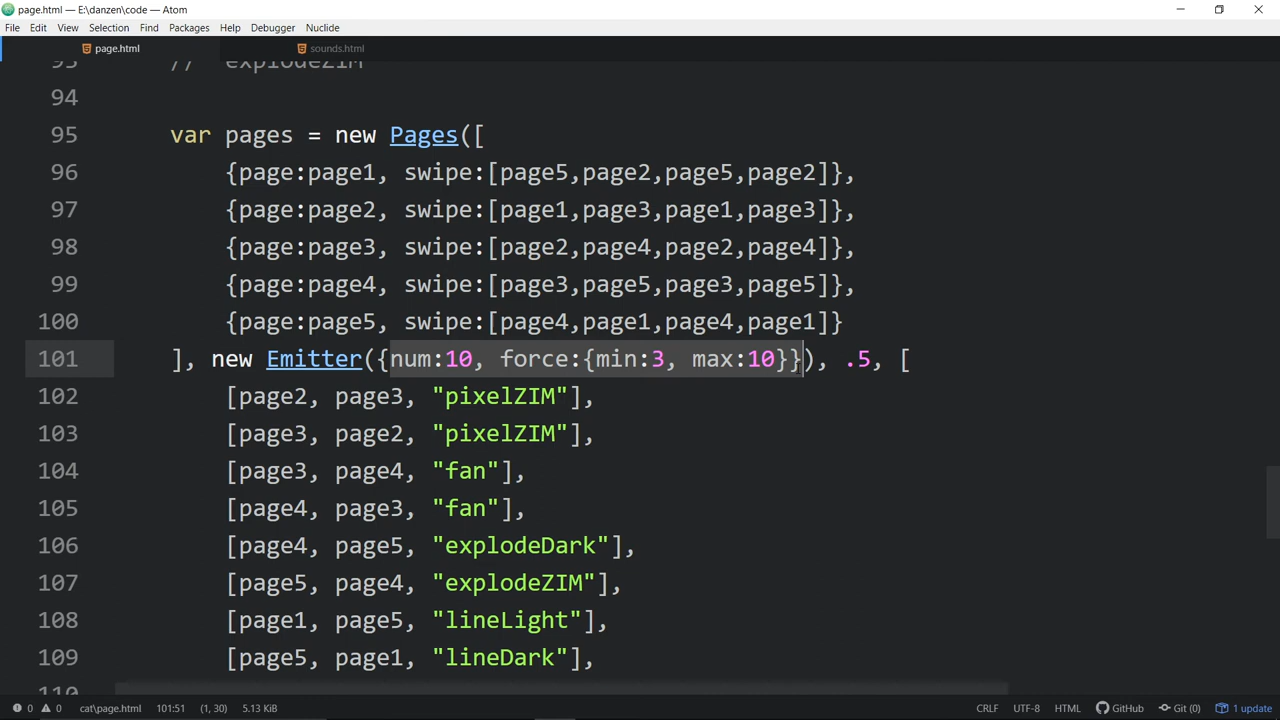 page.html — E:\danzen\code — Atom
File Edit View Selection Find Packages Help Debugger Nuclide
page.html sounds.html
93 // explodeZIM
94
95 var pages = new Pages([
96 {page:page1, swipe:[page5,page2,page5,page2]},
97 {page:page2, swipe:[page1,page3,page1,page3]},
98 {page:page3, swipe:[page2,page4,page2,page4]},
99 {page:page4, swipe:[page3,page5,page3,page5]},
100 {page:page5, swipe:[page4,page1,page4,page1]}
101 ], new Emitter({num:10, force:{min:3, max:10}}), .5, [
102 [page2, page3, "pixelZIM"],
103 [page3, page2, "pixelZIM"],
104 [page3, page4, "fan"],
105 [page4, page3, "fan"],
106 [page4, page5, "explodeDark"],
107 [page5, page4, "explodeZIM"],
108 [page1, page5, "lineLight"],
109 [page5, page1, "lineDark"],
110
0 0 cat\page.html 101:51 (1, 30) 5.13 KiB CRLF UTF-8 HTML GitHub Git (0) 1 update